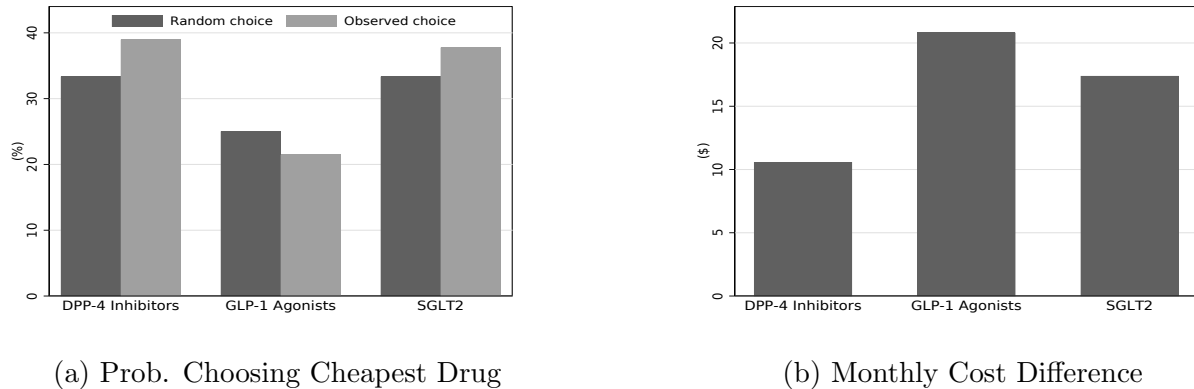 Random choice Observed choice
40
30
(%)
20
10
0
DPP-4 Inhibitors GLP-1 Agonists SGLT2
(a) Prob. Choosing Cheapest Drug
20
15
($)
10
5
0
DPP-4 Inhibitors GLP-1 Agonists SGLT2
(b) Monthly Cost Difference